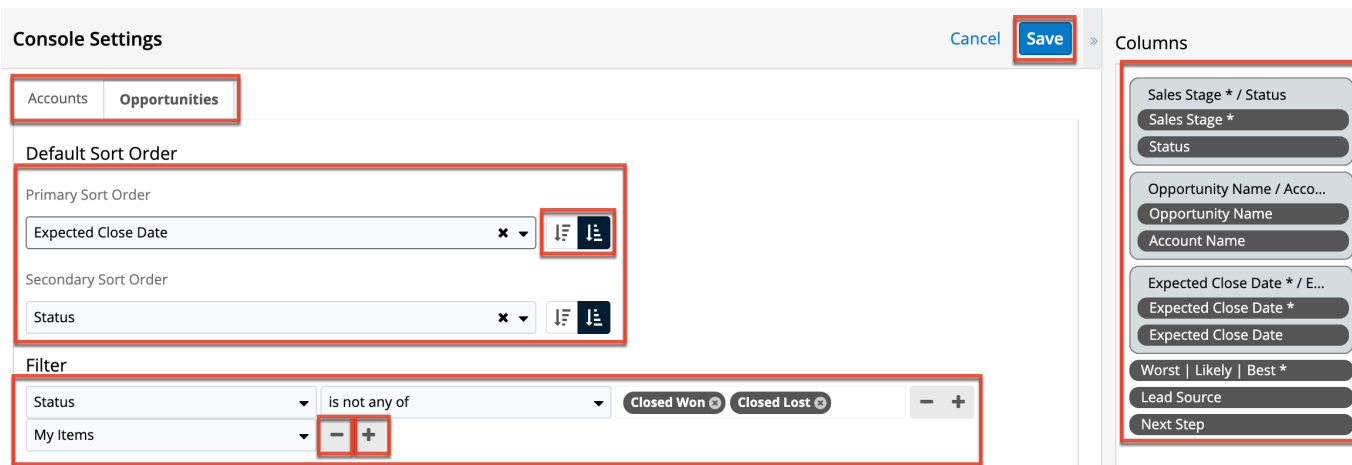 Console Settings
Cancel
Save
»
Accounts
Opportunities
Default Sort Order
Primary Sort Order
Expected Close Date
Secondary Sort Order
Status
Filter
Status
is not any of
Closed Won
Closed Lost
My Items
Columns
Sales Stage * / Status
Sales Stage *
Status
Opportunity Name / Acco...
Opportunity Name
Account Name
Expected Close Date * / E...
Expected Close Date *
Expected Close Date
Worst | Likely | Best *
Lead Source
Next Step